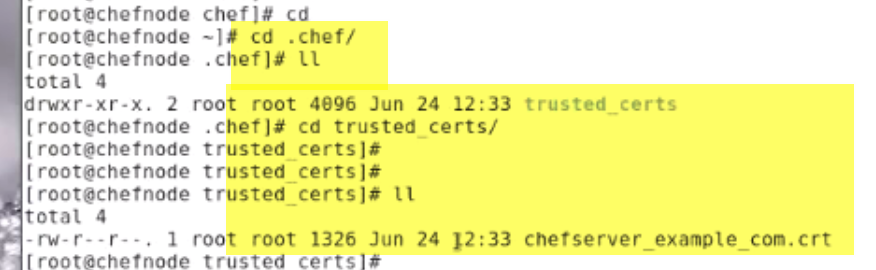 [root@chefnode chef]# cd
[root@chefnode ~]# cd .chef/
[root@chefnode .chef]# ll
total 4
drwxr-xr-x. 2 root root 4096 Jun 24 12:33 trusted_certs
[root@chefnode .chef]# cd trusted_certs/
[root@chefnode trusted_certs]#
[root@chefnode trusted_certs]#
[root@chefnode trusted_certs]# ll
total 4
-rw-r--r--. 1 root root 1326 Jun 24 12:33 chefserver_example_com.crt
[root@chefnode trusted_certs]#